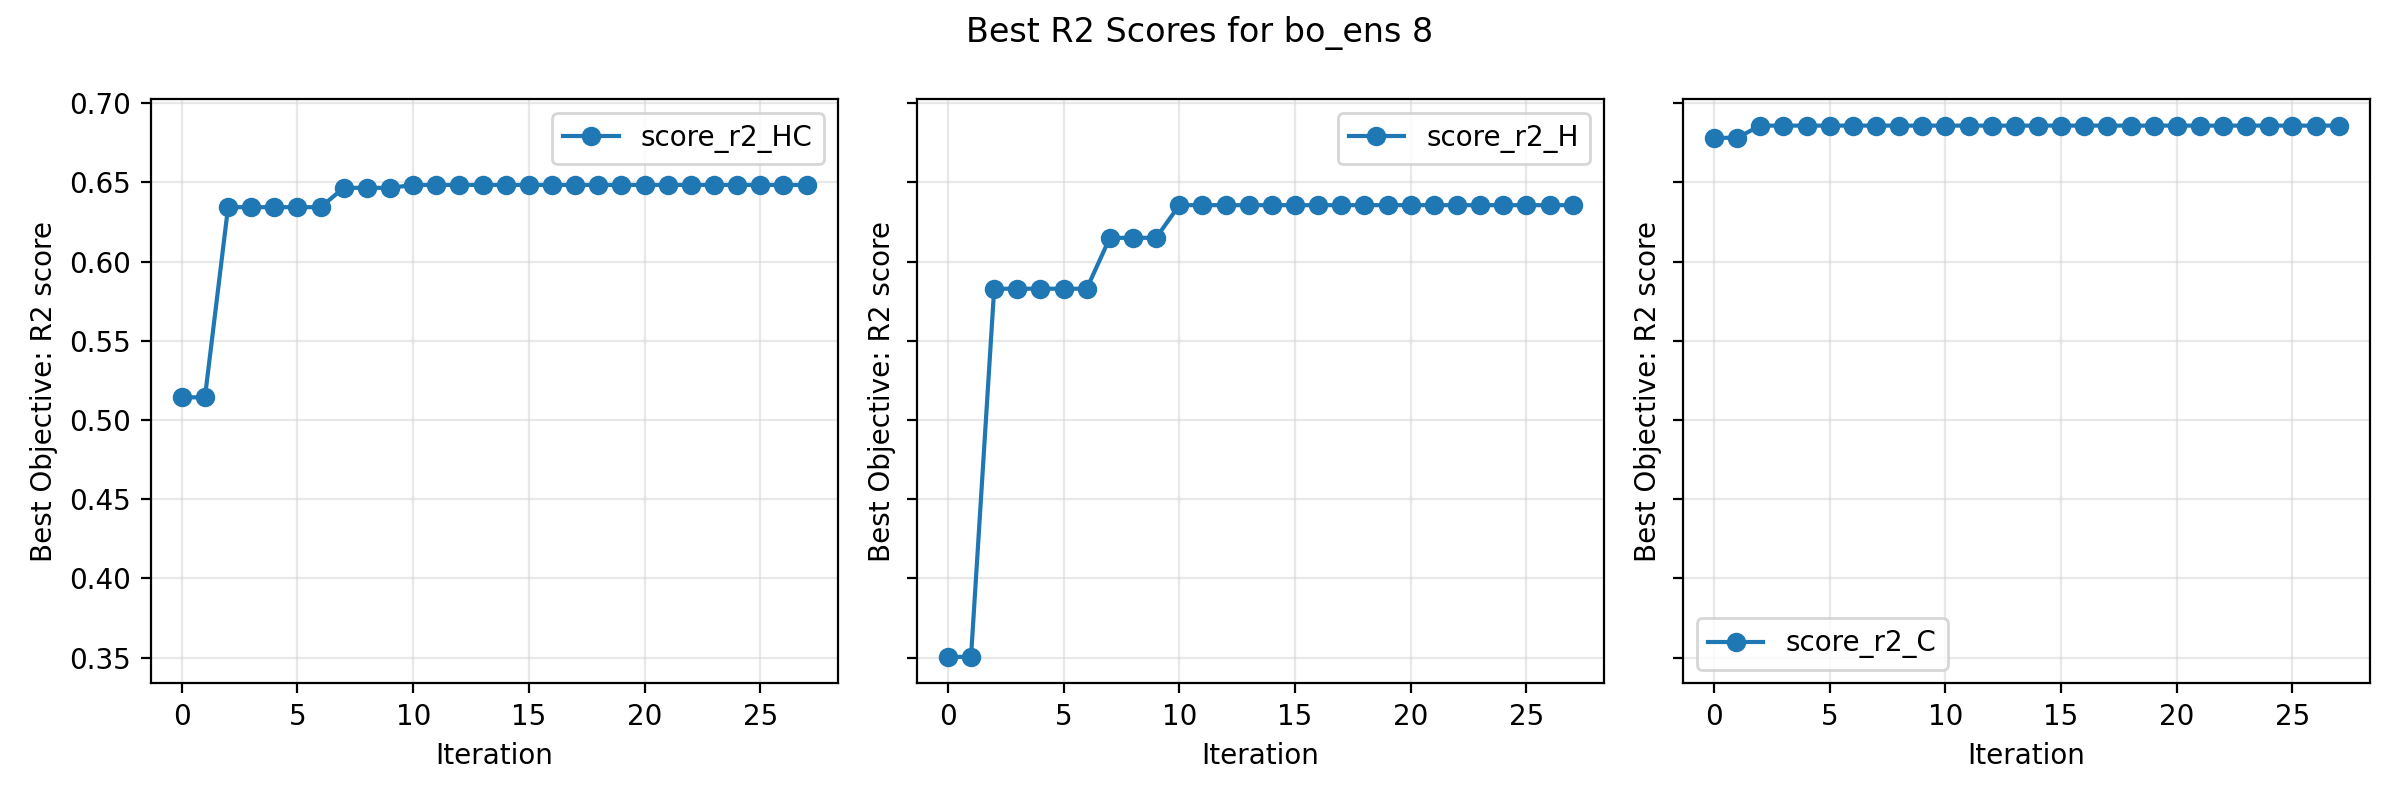 Best R2 Scores for bo_ens 8
Best Objective: R2 score
0.70
0.65
0.60
0.55
0.50
0.45
0.40
0.35
score_r2_HC
0 5 10 15 20 25
Iteration
Best Objective: R2 score
score_r2_H
0 5 10 15 20 25
Iteration
Best Objective: R2 score
score_r2_C
0 5 10 15 20 25
Iteration